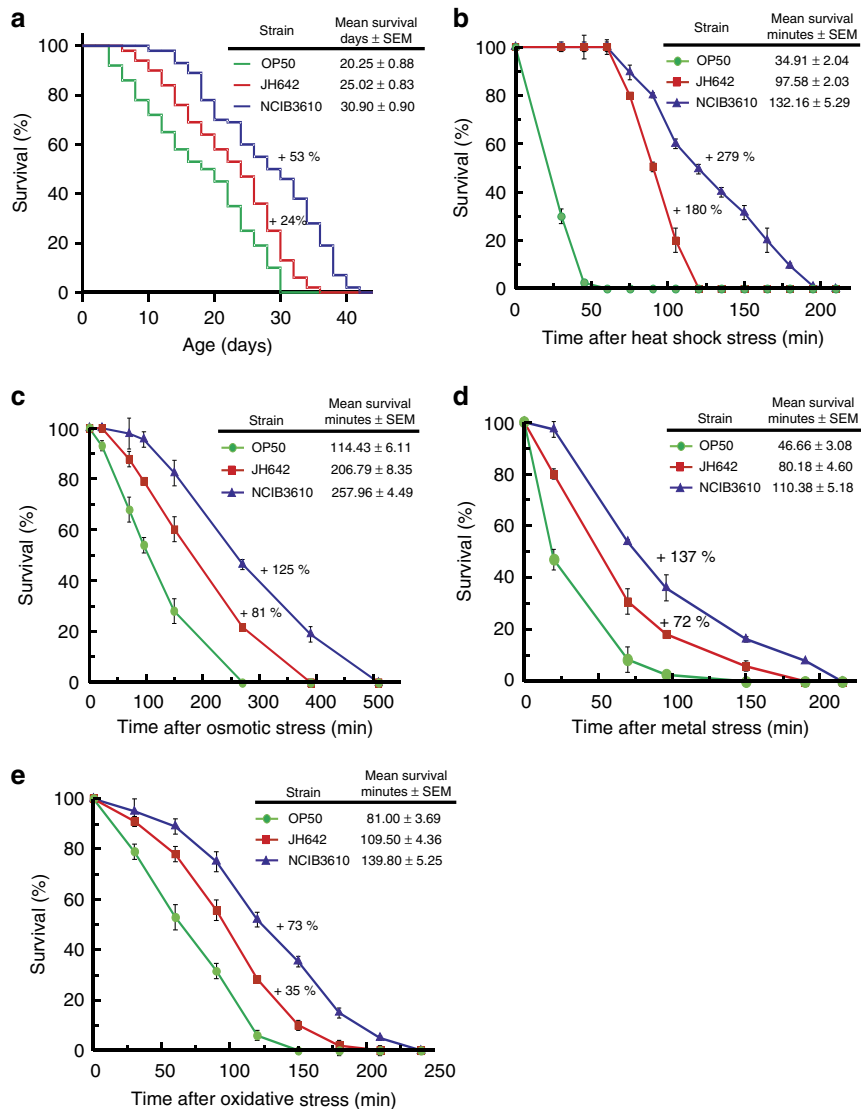 a
Strain Mean survival days ± SEM
OP50 20.25 ± 0.88
JH642 25.02 ± 0.83
NCIB3610 30.90 ± 0.90
+ 53 %
+ 24%
Survival (%)
100
80
60
40
20
0
0 10 20 30 40
Age (days)
b
Strain Mean survival minutes ± SEM
OP50 34.91 ± 2.04
JH642 97.58 ± 2.03
NCIB3610 132.16 ± 5.29
+ 279 %
+ 180 %
Survival (%)
100
80
60
40
20
0
0 50 100 150 200
Time after heat shock stress (min)
c
Strain Mean survival minutes ± SEM
OP50 114.43 ± 6.11
JH642 206.79 ± 8.35
NCIB3610 257.96 ± 4.49
+ 125 %
+ 81 %
Survival (%)
100
80
60
40
20
0
0 100 200 300 400 500
Time after osmotic stress (min)
d
Strain Mean survival minutes ± SEM
OP50 46.66 ± 3.08
JH642 80.18 ± 4.60
NCIB3610 110.38 ± 5.18
+ 137 %
+ 72 %
Survival (%)
100
80
60
40
20
0
0 50 100 150 200
Time after metal stress (min)
e
Strain Mean survival minutes ± SEM
OP50 81.00 ± 3.69
JH642 109.50 ± 4.36
NCIB3610 139.80 ± 5.25
+ 73 %
+ 35 %
Survival (%)
100
80
60
40
20
0
0 50 100 150 200 250
Time after oxidative stress (min)